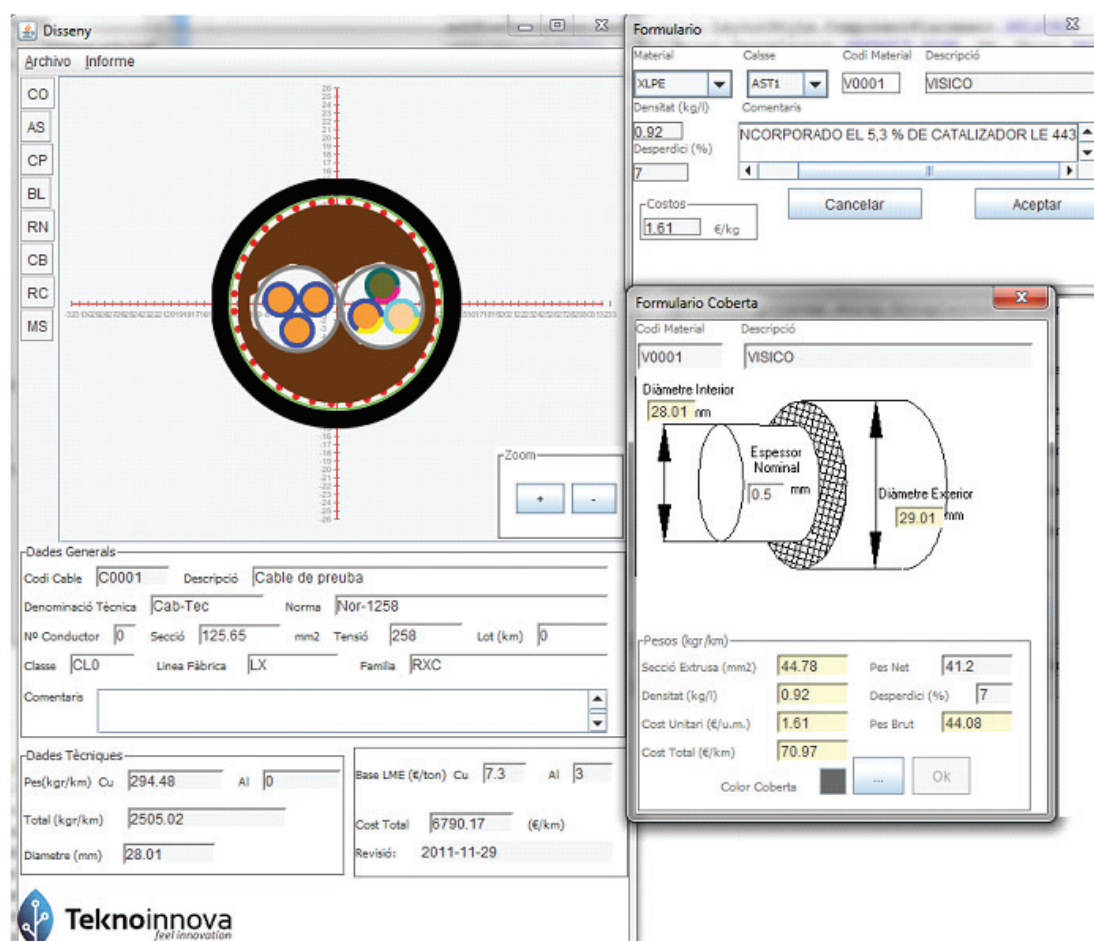 Disseny
Archivo Informe
CO
AS
CP
BL
RN
CB
RC
MS
Zoom
+ -
Dades Generals
Codi Cable C0001 Descripció Cable de preuba
Denominació Tècnica Cab-Tec Norma Nor-1258
Nº Conductor 0 Secció 125.65 mm2 Tensió 258 Lot (km) 0
Classe CL0 Linea Fàbrica LX Familia RXC
Comentaris
Dades Tècniques
Pes(kgr/km) Cu 294.48 Al 0
Total (kgr/km) 2505.02
Diametre (mm) 28.01
Base LME (€/ton) Cu 7.3 Al 3
Cost Total 6790.17 (€/km)
Revisió: 2011-11-29
Teknoinnova
feel innovation
Formulario
Material Calsse Codi Material Descripció
XLPE AST1 V0001 VISICO
Densitat (kg/l) Comentaris
0.92 NCORPORADO EL 5,3 % DE CATALIZADOR LE 443
Desperdici (%)
7
Costos
1.61 €/kg
Cancelar Aceptar
Formulario Coberta
Codi Material Descripció
V0001 VISICO
Diàmetre Interior
28.01 mm
Espessor
Nominal
0.5 mm
Diàmetre Exterior
29.01 mm
Pesos (kgr/km)
Secció Extrusa (mm2) 44.78 Pes Net 41.2
Densitat (kg/l) 0.92 Desperdici (%) 7
Cost Unitari (€/u.m.) 1.61 Pes Brut 44.08
Cost Total (€/km) 70.97
Color Coberta ... Ok